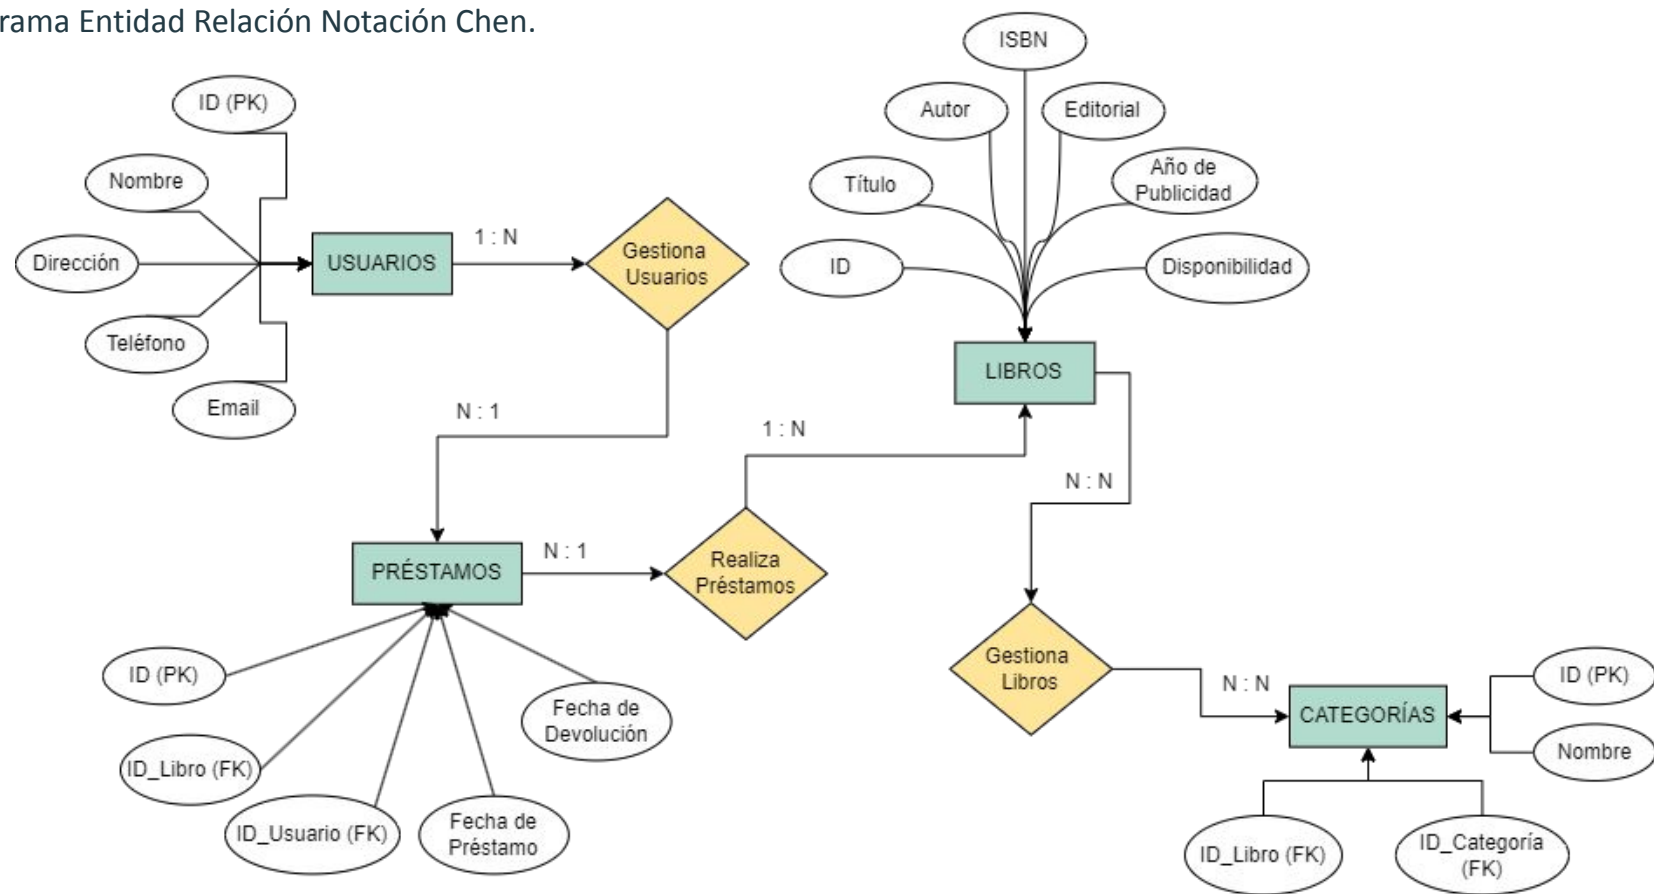 rama Entidad Relación Notación Chen.
ISBN
ID (PK)
Autor
Editorial
Nombre
Título
Año de
Publicidad
1 : N
Dirección
USUARIOS
Gestiona
Usuarios
ID
Disponibilidad
Teléfono
LIBROS
Email
N : 1
1 : N
N : N
PRÉSTAMOS
N : 1
Realiza
Préstamos
ID (PK)
Gestiona
Libros
N : N
ID (PK)
Fecha de
Devolución
CATEGORÍAS
Nombre
ID_Libro (FK)
ID_Usuario (FK)
Fecha de
Préstamo
ID_Libro (FK)
ID_Categoría
(FK)